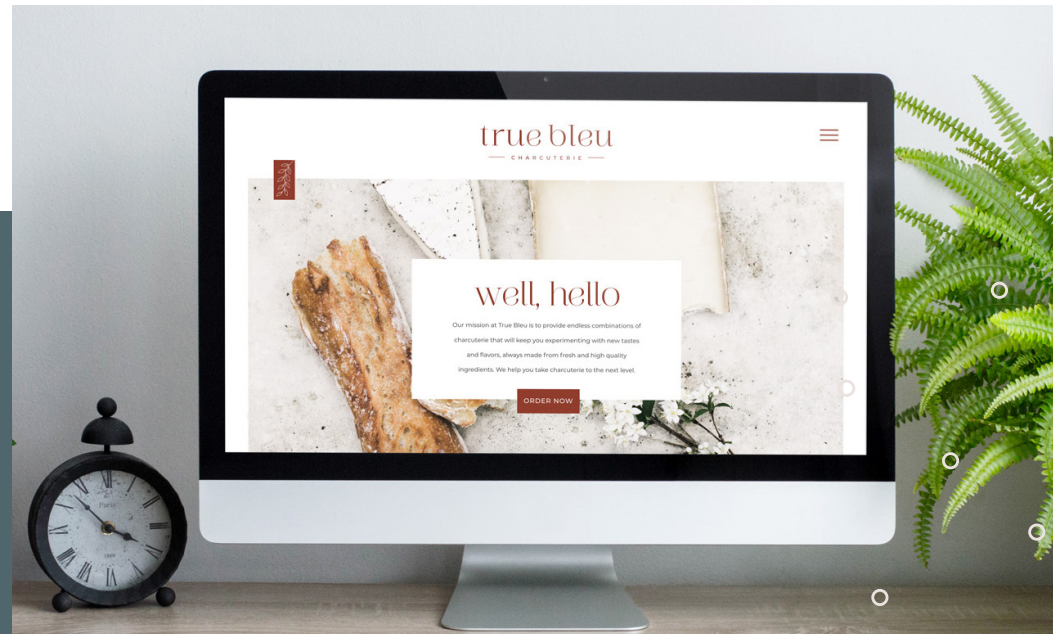 true bleu
CHARCUTERIE
well, hello
Our mission at True Bleu is to provide endless combinations of
charcuterie that will keep you experimenting with new tastes
and flavors, always made from fresh and high quality
ingredients. We help you take charcuterie to the next level.
ORDER NOW
Paris